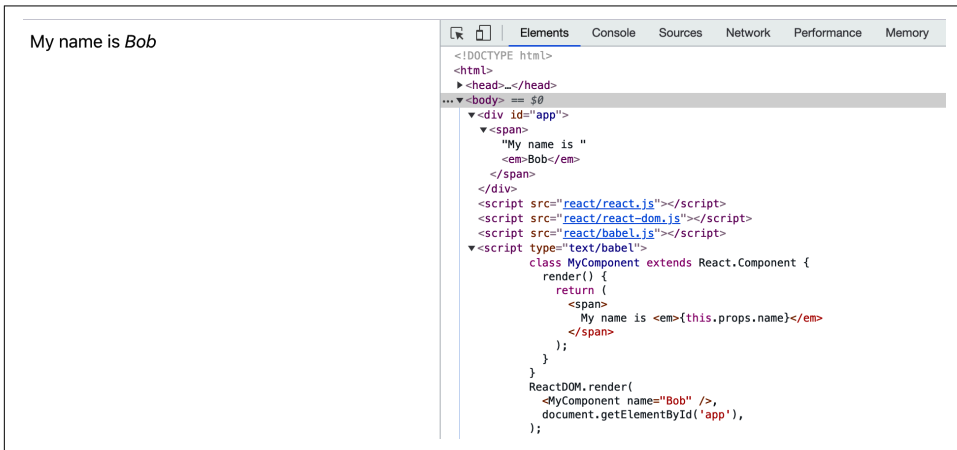 My name is Bob
Elements Console Sources Network Performance Memory
<!DOCTYPE html>
<html>
▶<head>…</head>
… ▼<body> == $0
▼<div id="app">
▼<span>
"My name is "
<em>Bob</em>
</span>
</div>
<script src="react/react.js"></script>
<script src="react/react-dom.js"></script>
<script src="react/babel.js"></script>
▼<script type="text/babel">
class MyComponent extends React.Component {
render() {
return (
<span>
My name is <em>{this.props.name}</em>
</span>
);
}
}
ReactDOM.render(
<MyComponent name="Bob" />,
document.getElementById('app'),
);